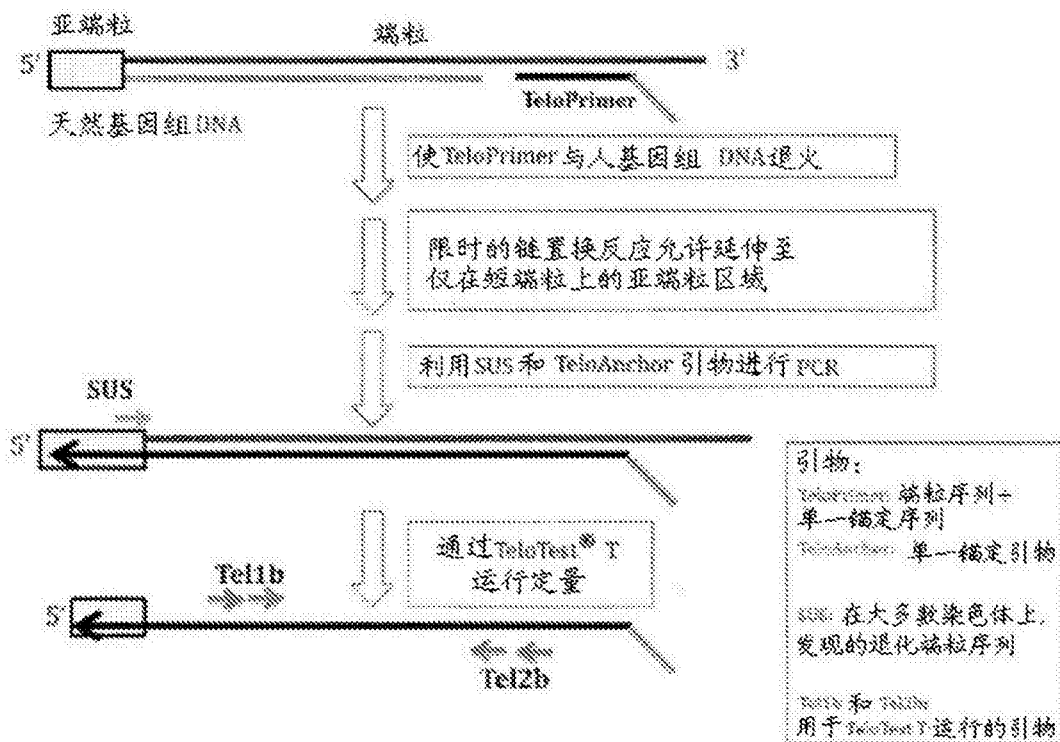 亚端粒
端粒
5'
3'
TeloPrimer
天然基因组DNA
使TeloPrimer与人基因组 DNA退火
限时的链置换反应允许延伸至
仅在短端粒上的亚端粒区域
利用SUS和TeloAnchor引物进行PCR
SUS
5'
通过TeloTest® T
运行定量
Tel1b
5'
Tel2b
引物:
TeloPrimer: 端粒序列+
单一锚定序列
TeloAnchor: 单一锚定引物
SUS: 在大多数染色体上,
发现的退化端粒序列
Tel1b 和 Tel2b:
用于TeloTest T运行的引物